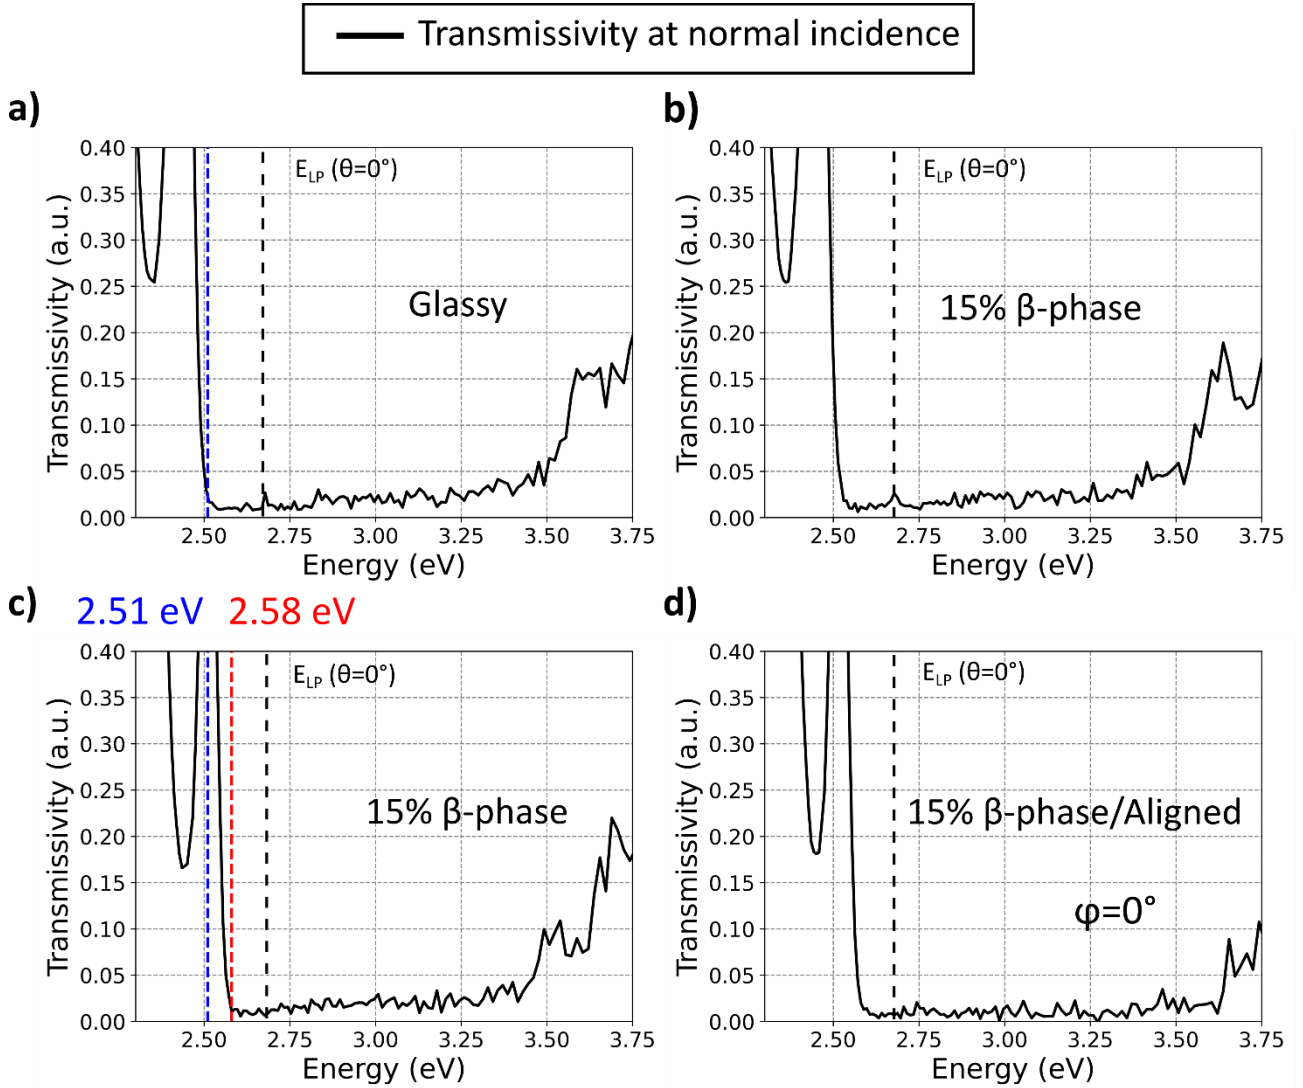 Transmissivity at normal incidence
a)
Transmissivity (a.u.)
0.40
0.35
0.30
0.25
0.20
0.15
0.10
0.05
0.00
E_LP (θ=0°)
Glassy
2.50
2.75
3.00
3.25
3.50
3.75
Energy (eV)
b)
Transmissivity (a.u.)
0.40
0.35
0.30
0.25
0.20
0.15
0.10
0.05
0.00
E_LP (θ=0°)
15% β-phase
2.50
2.75
3.00
3.25
3.50
3.75
Energy (eV)
c)
2.51 eV
2.58 eV
Transmissivity (a.u.)
0.40
0.35
0.30
0.25
0.20
0.15
0.10
0.05
0.00
E_LP (θ=0°)
15% β-phase
2.50
2.75
3.00
3.25
3.50
3.75
Energy (eV)
d)
Transmissivity (a.u.)
0.40
0.35
0.30
0.25
0.20
0.15
0.10
0.05
0.00
E_LP (θ=0°)
15% β-phase/Aligned
φ=0°
2.50
2.75
3.00
3.25
3.50
3.75
Energy (eV)